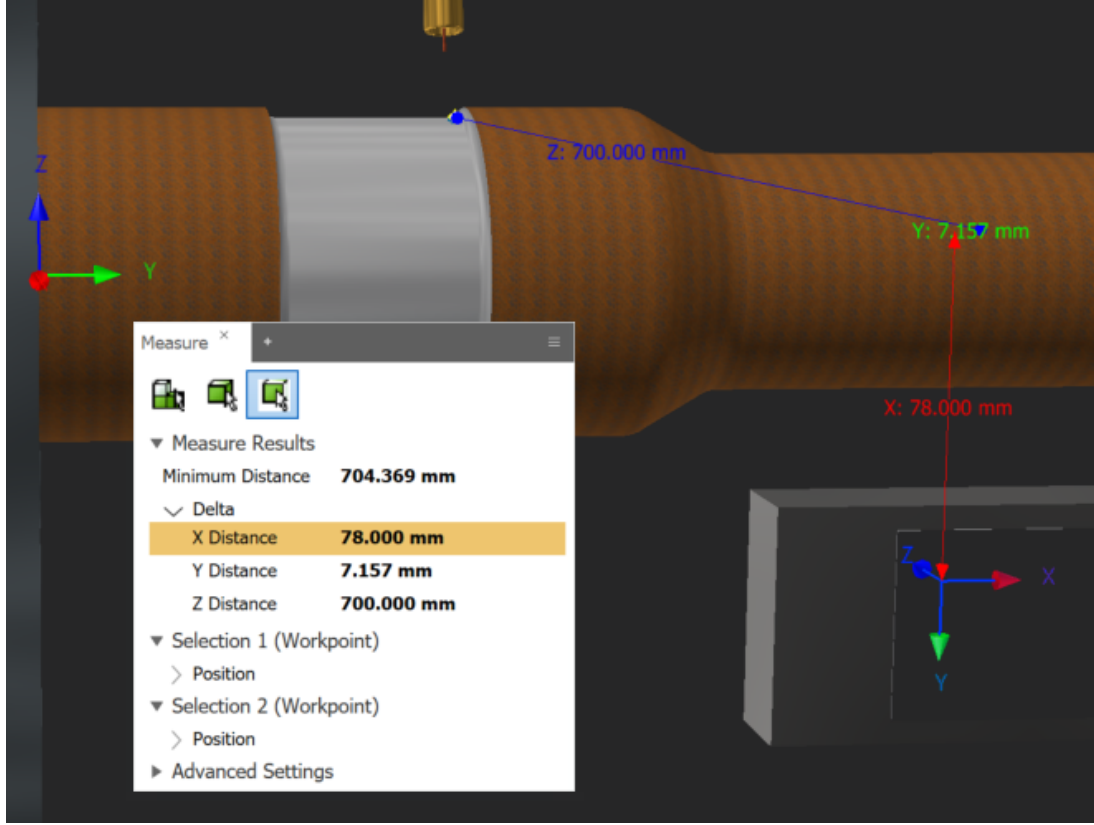 Z: 700.000 mm
Z
Y: 7.157 mm
Y
Measure
X: 78.000 mm
Measure Results
Minimum Distance 704.369 mm
Delta
X Distance 78.000 mm
Y Distance 7.157 mm
Z Distance 700.000 mm
Z
X
Selection 1 (Workpoint)
Position
Y
Selection 2 (Workpoint)
Position
Advanced Settings